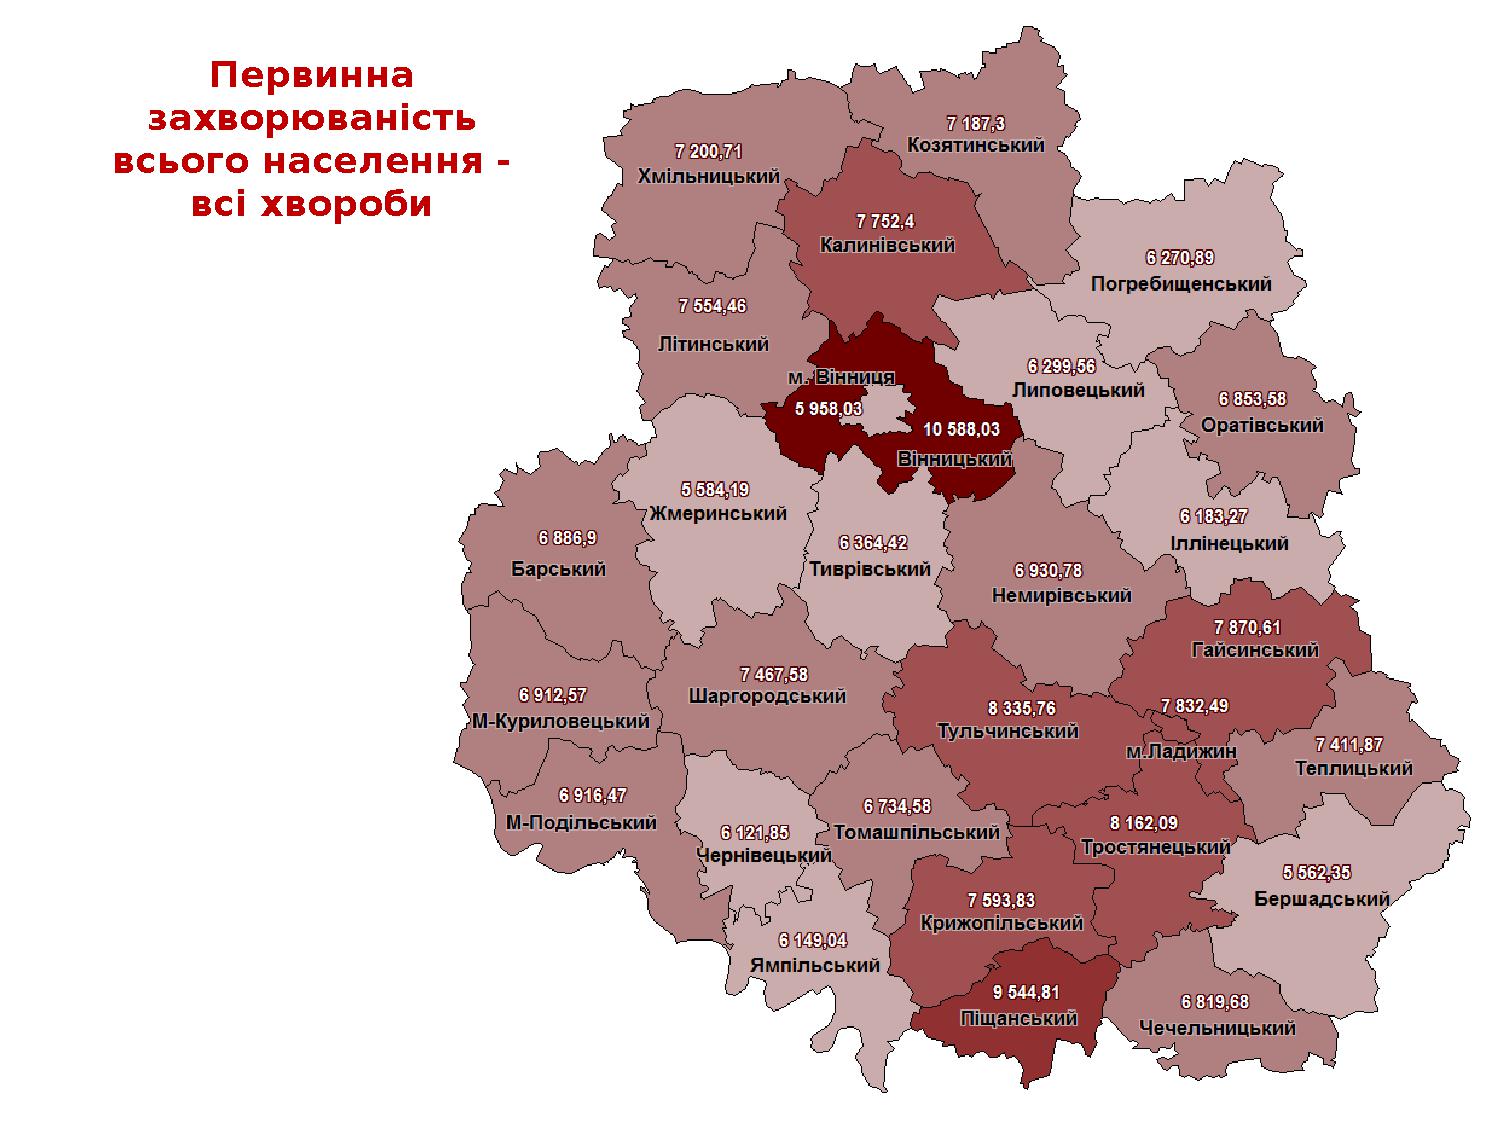 Первинна
захворюваність
всього населення -
всі хвороби
7 187,3
Козятинський
7 200,71
Хмільницький
7 752,4
Калинівський
6 270,89
Погребищенський
7 554,46
Літинський
м. Вінниця
5 958,03
10 588,03
Вінницький
6 299,56
Липовецький
6 853,58
Оратівський
5 584,19
Жмеринський
6 183,27
Іллінецький
6 886,9
Барський
6 364,42
Тиврівський
6 930,78
Немирівський
7 870,61
Гайсинський
7 467,58
Шаргородський
6 912,57
М-Куриловецький
8 335,76
Тульчинський
7 832,49
м.Ладижин
7 411,87
Теплицький
6 916,47
М-Подільський
6 121,85
Чернівецький
6 734,58
Томашпільський
8 162,09
Тростянецький
5 562,35
Бершадський
7 593,83
Крижопільський
6 149,04
Ямпільський
9 544,81
Піщанський
6 819,68
Чечельницький